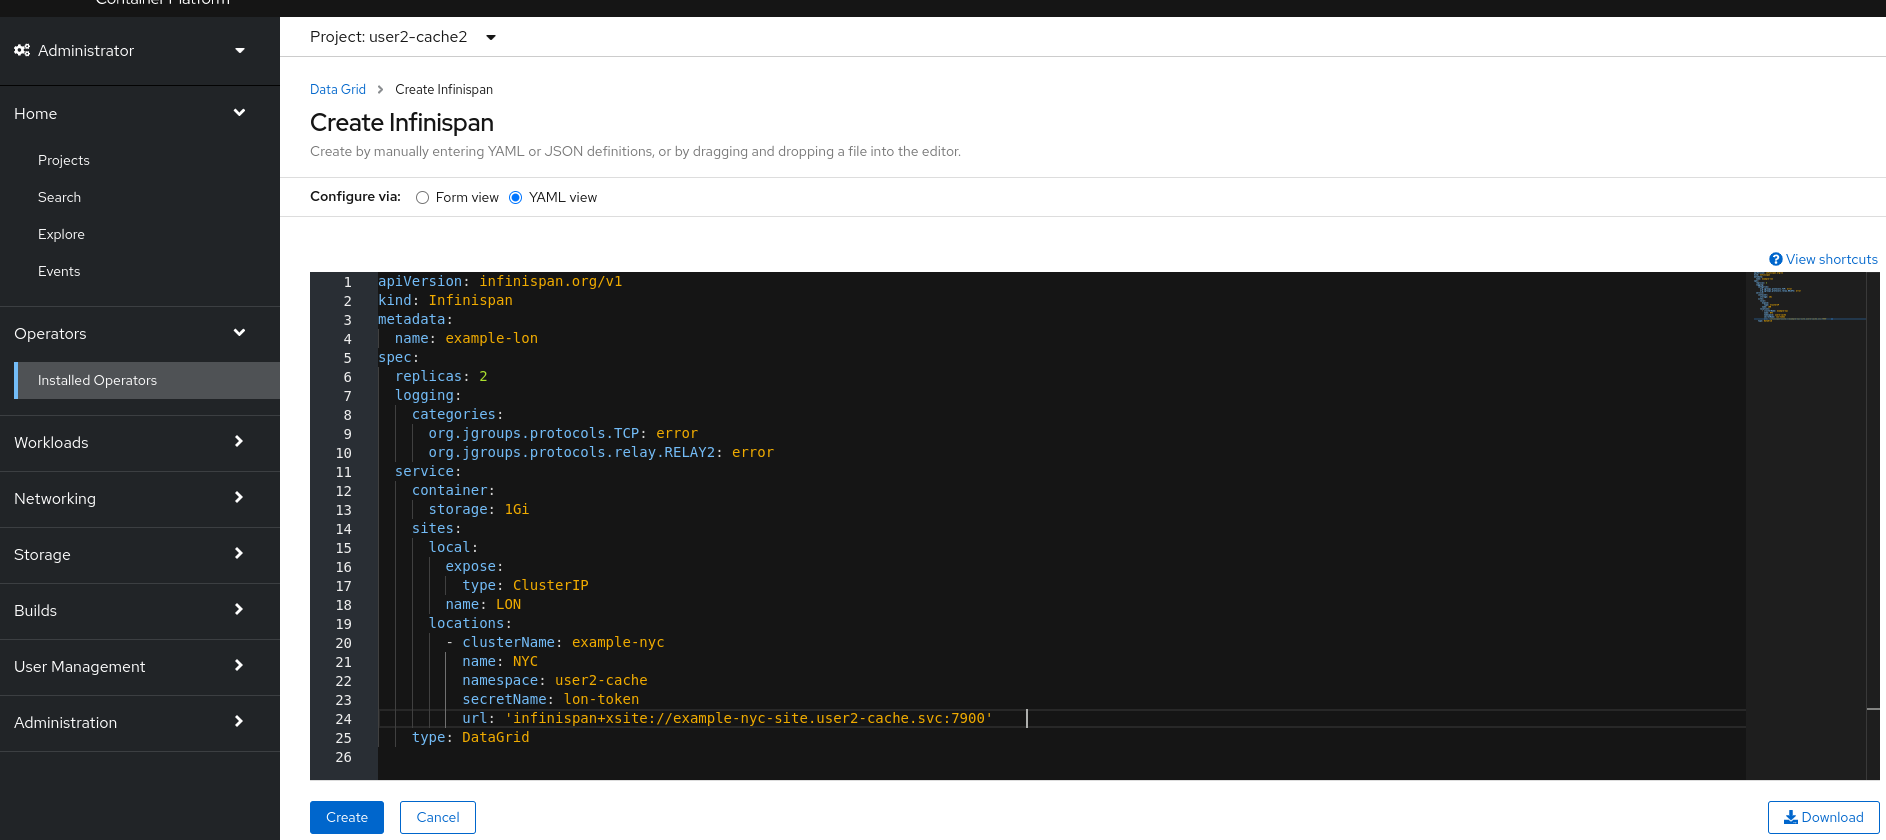 Container Platform
Administrator
Home
Projects
Search
Explore
Events
Operators
Installed Operators
Workloads
Networking
Storage
Builds
User Management
Administration
Project: user2-cache2
Data Grid > Create Infinispan
Create Infinispan
Create by manually entering YAML or JSON definitions, or by dragging and dropping a file into the editor.
Configure via: Form view YAML view
View shortcuts
1 apiVersion: infinispan.org/v1
2 kind: Infinispan
3 metadata:
4   name: example-lon
5 spec:
6   replicas: 2
7   logging:
8     categories:
9       org.jgroups.protocols.TCP: error
10       org.jgroups.protocols.relay.RELAY2: error
11   service:
12     container:
13       storage: 1Gi
14     sites:
15       local:
16         expose:
17           type: ClusterIP
18         name: LON
19       locations:
20         - clusterName: example-nyc
21           name: NYC
22           namespace: user2-cache
23           secretName: lon-token
24           url: 'infinispan+xsite://example-nyc-site.user2-cache.svc:7900'
25     type: DataGrid
26
Create Cancel Download